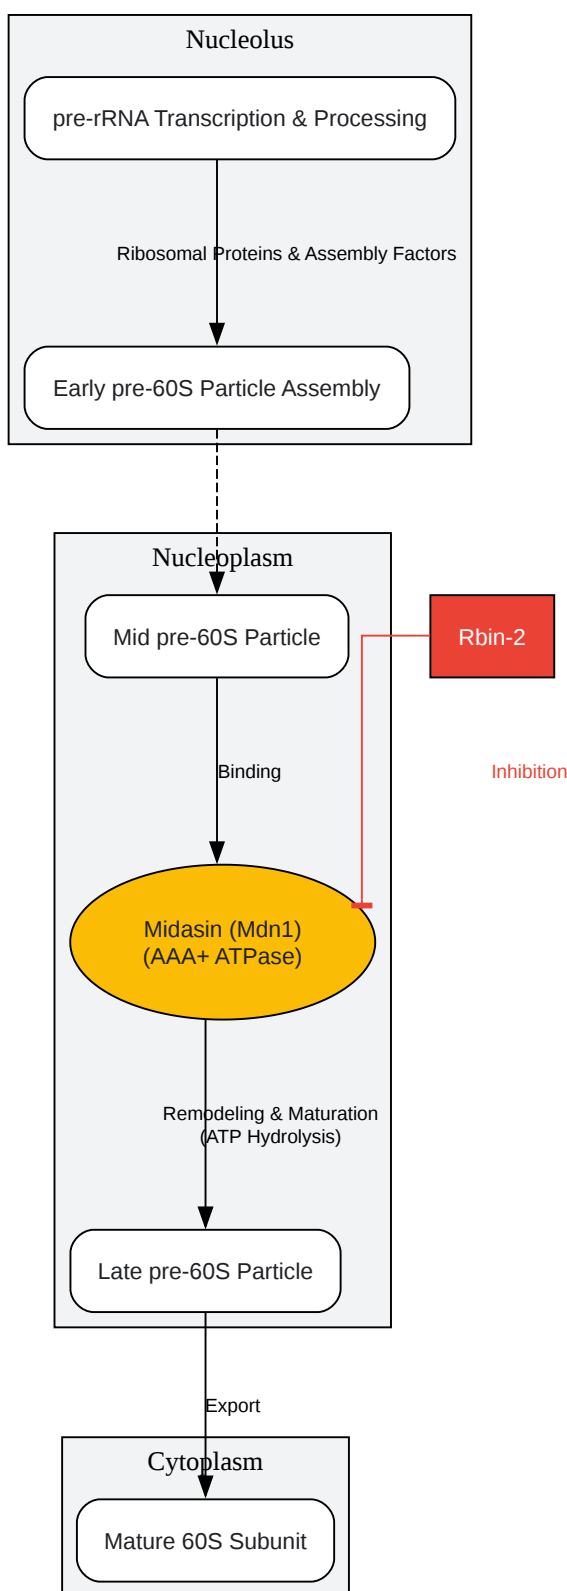 Nucleolus
pre-rRNA Transcription & Processing
Ribosomal Proteins & Assembly Factors
Early pre-60S Particle Assembly
Nucleoplasm
Mid pre-60S Particle
Rbin-2
Binding
Inhibition
Midasin (Mdn1)
(AAA+ ATPase)
Remodeling & Maturation
(ATP Hydrolysis)
Late pre-60S Particle
Export
Cytoplasm
Mature 60S Subunit